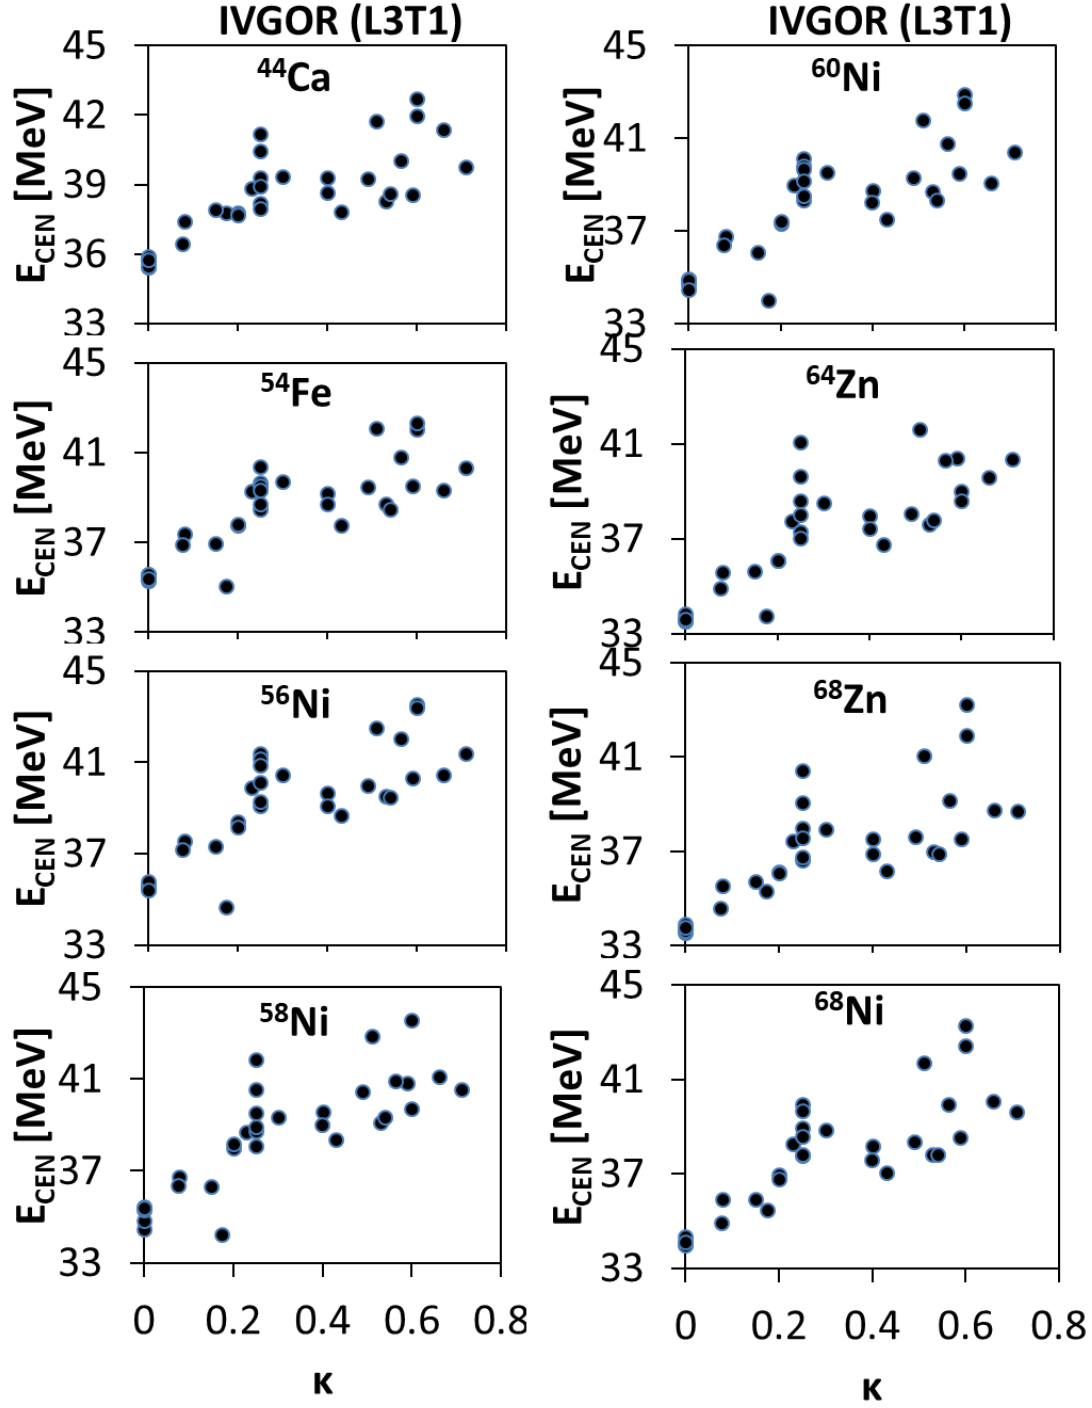 IVGOR (L3T1)
45
42
39
36
33
E_CEN [MeV]
⁴⁴Ca
45
41
37
33
E_CEN [MeV]
⁵⁴Fe
45
41
37
33
E_CEN [MeV]
⁵⁶Ni
45
41
37
33
E_CEN [MeV]
⁵⁸Ni
0 0.2 0.4 0.6 0.8
κ
IVGOR (L3T1)
45
41
37
33
E_CEN [MeV]
⁶⁰Ni
45
41
37
33
E_CEN [MeV]
⁶⁴Zn
45
41
37
33
E_CEN [MeV]
⁶⁸Zn
45
41
37
33
E_CEN [MeV]
⁶⁸Ni
0 0.2 0.4 0.6 0.8
κ